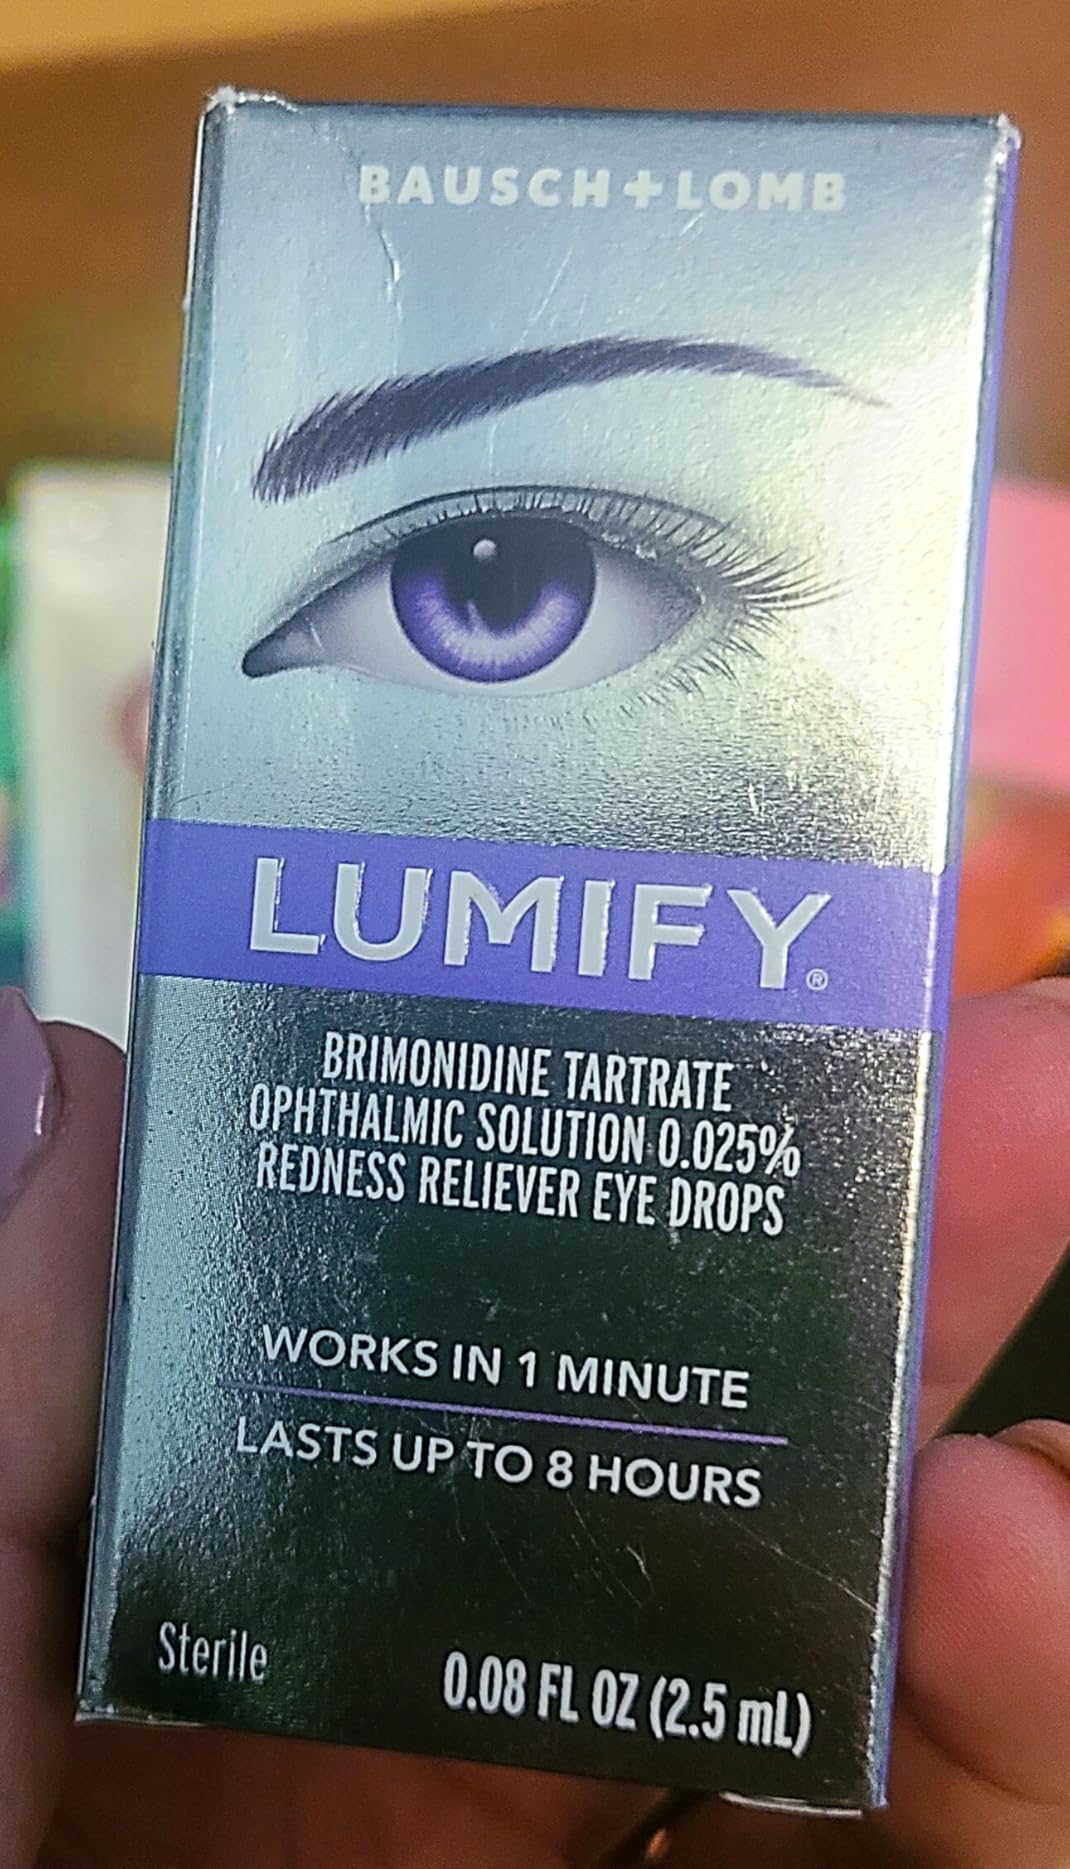 BAUSCH+LOMB
LUMIFY®
BRIMONIDINE TARTRATE
OPHTHALMIC SOLUTION 0.025%
REDNESS RELIEVER EYE DROPS
WORKS IN 1 MINUTE
LASTS UP TO 8 HOURS
Sterile
0.08 FL OZ (2.5 mL)